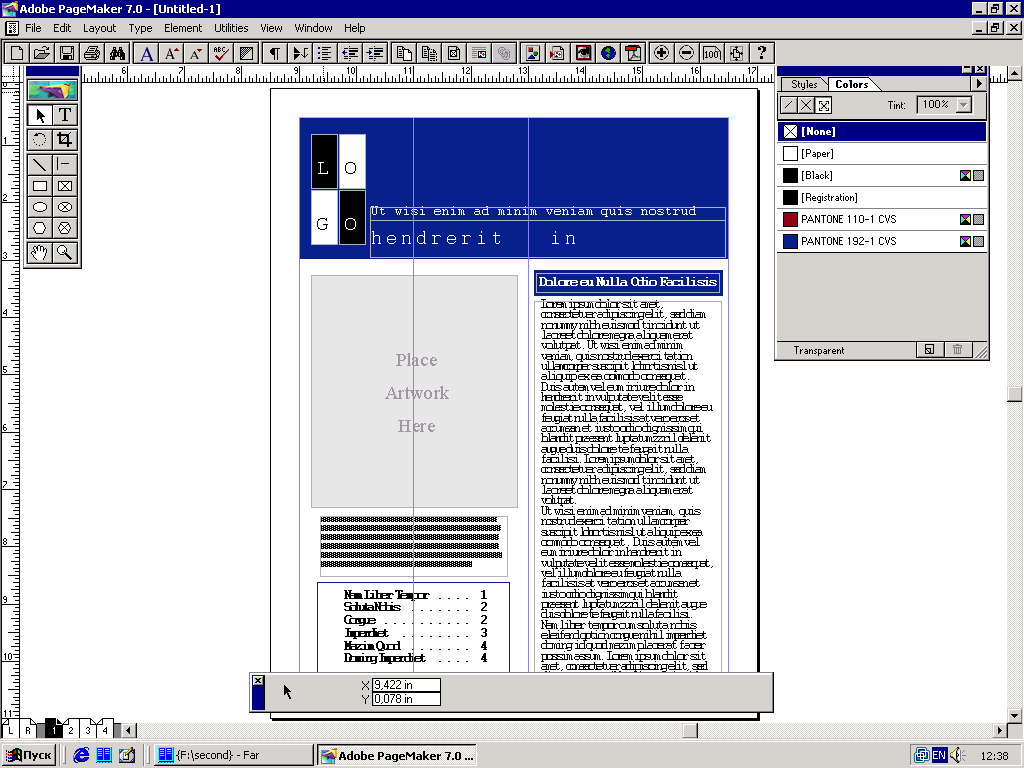 Adobe PageMaker 7.0 - [Untitled-1]
File Edit Layout Type Element Utilities View Window Help
6 7 8 9 10 11 12 13 14 15 16 17
Styles Colors
Tint: 100%
[None]
[Paper]
[Black]
[Registration]
PANTONE 110-1 CVS
PANTONE 192-1 CVS
Transparent
L O
G O
Ut wisi enim ad minim veniam quis nostrud
hendrerit in
Place
Artwork
Here
Dolore eu Nulla Odio Facilisis
Lorem ipsum dolor sit amet,
consectetuer adipiscing elit, sed diam
nonummy nibh euismod tincidunt ut
laoreet dolore magna aliquam erat
volutpat. Ut wisi enim ad minim
veniam, quis nostrud exerci tation
ullamcorper suscipit lobortis nisl ut
aliquip ex ea commodo consequat.
Duis autem vel eum iriure dolor in
hendrerit in vulputate velit esse
molestie consequat, vel illum dolore eu
feugiat nulla facilisis at vero eros et
accumsan et iusto odio dignissim qui
blandit praesent luptatum zzril delenit
augue duis dolore te feugait nulla
facilisi. Lorem ipsum dolor sit amet,
consectetuer adipiscing elit, sed diam
nonummy nibh euismod tincidunt ut
laoreet dolore magna aliquam erat
volutpat.
Ut wisi enim ad minim veniam, quis
nostrud exerci tation ullamcorper
suscipit lobortis nisl ut aliquip ex ea
commodo consequat. Duis autem vel
eum iriure dolor in hendrerit in
vulputate velit esse molestie consequat,
vel illum dolore eu feugiat nulla
facilisis at vero eros et accumsan et
iusto odio dignissim qui blandit
praesent luptatum zzril delenit augue
duis dolore te feugait nulla facilisi.
Nam liber tempor cum soluta nobis
eleifend option congue nihil imperdiet
doming id quod mazim placerat facer
possim assum. Lorem ipsum dolor sit
amet, consectetuer adipiscing elit, sed
Nam Liber Tempor . . . . . 1
Soluta Nobis . . . . . . 2
Congue . . . . . . . . 2
Imperdiet . . . . . . . 3
Mazim Quod . . . . . . 4
Doming Imperdiet . . . . 4
X 9,422 in
Y 0,078 in
L R 1 2 3 4
Пуск {F:\second} - Far Adobe PageMaker 7.0 ... EN 12:38